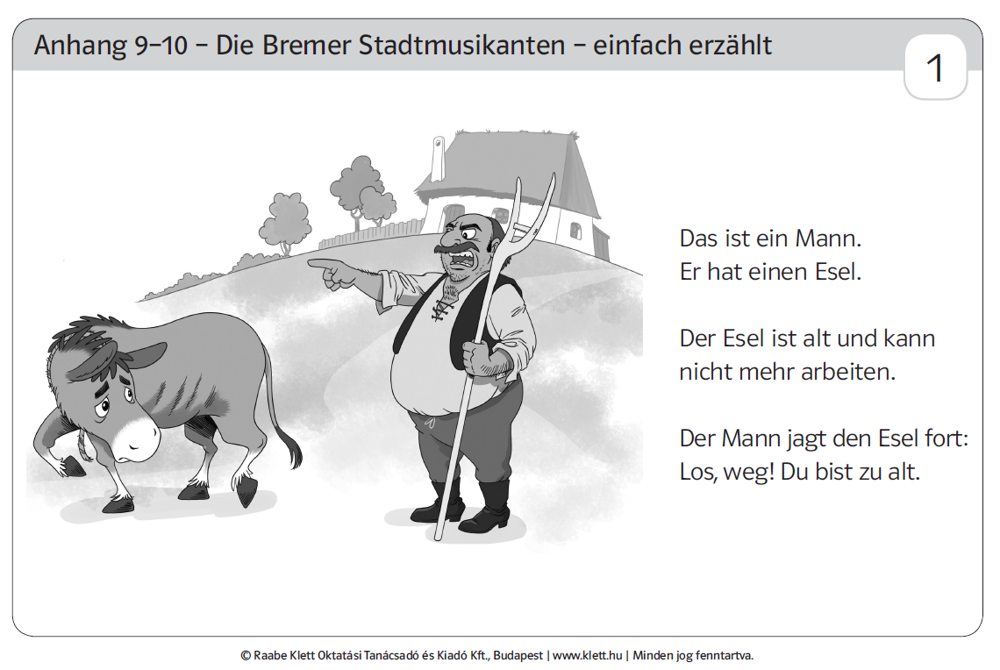 Anhang 9–10 – Die Bremer Stadtmusikanten – einfach erzählt
1
Das ist ein Mann.
Er hat einen Esel.
Der Esel ist alt und kann
nicht mehr arbeiten.
Der Mann jagt den Esel fort:
Los, weg! Du bist zu alt.
© Raabe Klett Oktatási Tanácsadó és Kiadó Kft., Budapest | www.klett.hu | Minden jog fenntartva.